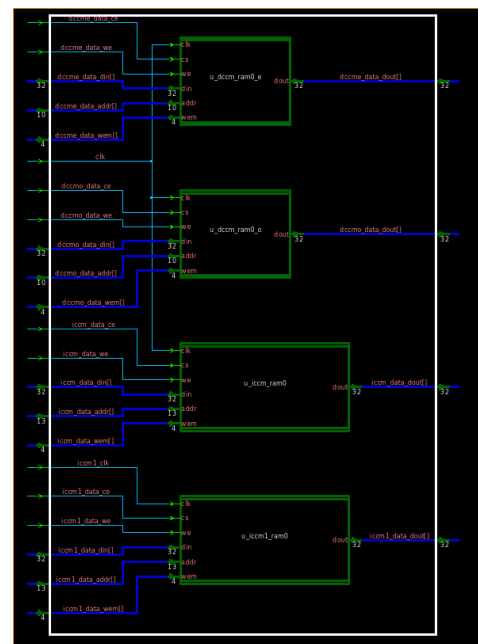 dccme_data_ce
clk
dccme_data_we
cs
we
u_dccm_ram0_e
dout
dccme_data_dout[]
32
32
dccme_data_din[]
32
din
32
dccme_data_addr[]
10
addr
10
dccme_data_wem[]
4
wem
4
clk
dccmo_data_ce
clk
cs
dccmo_data_we
we
u_dccm_ram0_o
dout
dccmo_data_dout[]
32
32
dccmo_data_din[]
32
din
32
dccmo_data_addr[]
10
addr
10
dccmo_data_wem[]
4
wem
4
iccm_data_ce
clk
iccm_data_we
cs
we
u_iccm_ram0
dout
iccm_data_dout[]
32
32
iccm_data_din[]
32
din
32
iccm_data_addr[]
13
addr
13
iccm_data_wem[]
4
wem
4
iccm1_clk
iccm1_data_ce
clk
cs
iccm1_data_we
we
u_iccm1_ram0
dout
iccm1_data_dout[]
32
32
iccm1_data_din[]
32
din
32
iccm1_data_addr[]
13
addr
13
iccm1_data_wem[]
4
wem
4